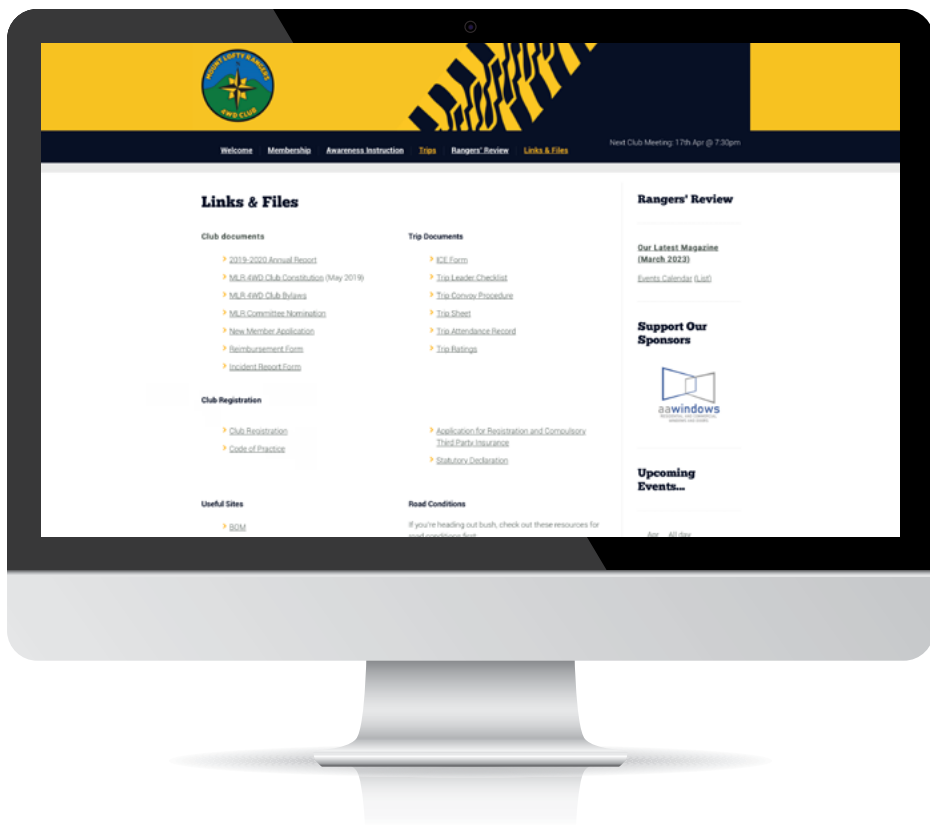 MOUNT LOFTY RANGERS
4WD CLUB
Welcome
Membership
Awareness Instruction
Trips
Rangers' Review
Links & Files
Next Club Meeting: 17th Apr @ 7:30pm
Links & Files
Club documents
2019-2020 Annual Report
MLR 4WD Club Constitution (May 2019)
MLR 4WD Club Bylaws
MLR Committee Nomination
New Member Application
Reimbursement Form
Incident Report Form
Trip Documents
ICE Form
Trip Leader Checklist
Trip Convoy Procedure
Trip Sheet
Trip Attendance Record
Trip Ratings
Club Registration
Club Registration
Code of Practice
Application for Registration and Compulsory
Third Party Insurance
Statutory Declaration
Useful Sites
BOM
Road Conditions
If you're heading out bush, check out these resources for
road conditions first
Rangers' Review
Our Latest Magazine
(March 2023)
Events Calendar (List)
Support Our
Sponsors
aawindows
Upcoming
Events...
Apr All day